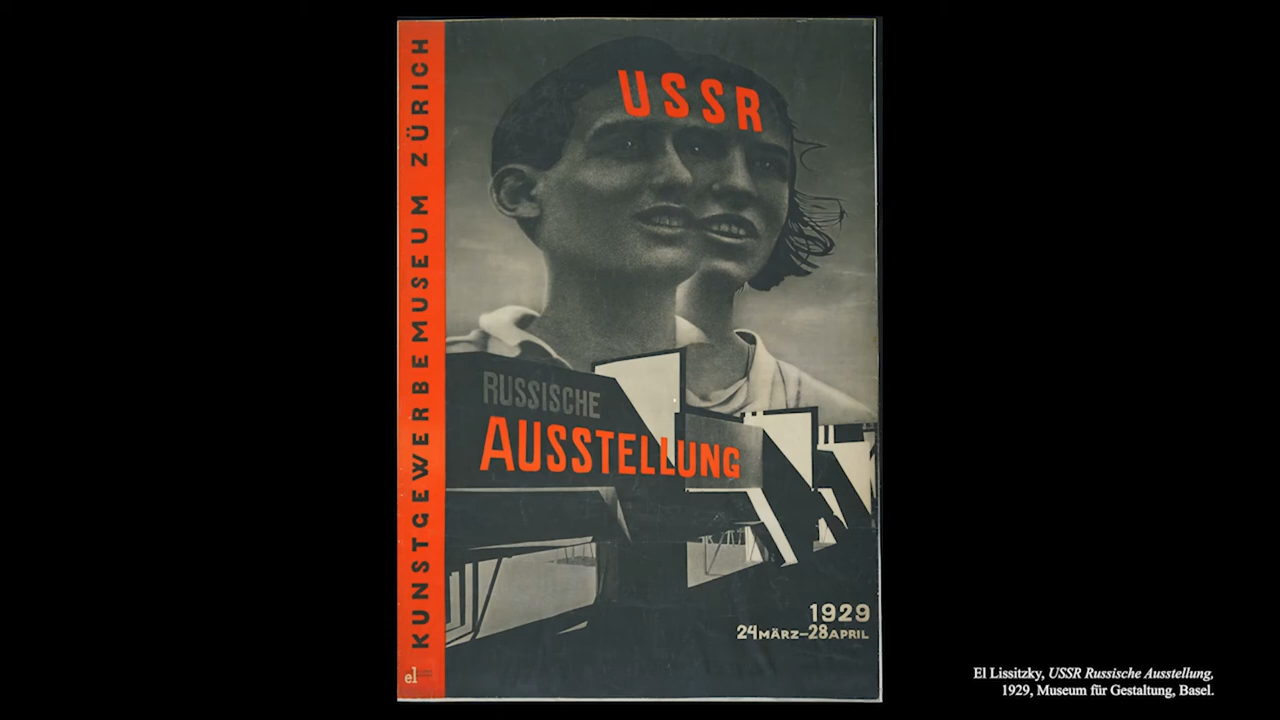 KUNSTGEWERBEMUSEUM ZÜRICH
USSR
RUSSISCHE
AUSSTELLUNG
1929
24MÄRZ–28APRIL
el
El Lissitzky, USSR Russische Ausstellung,
1929, Museum für Gestaltung, Basel.